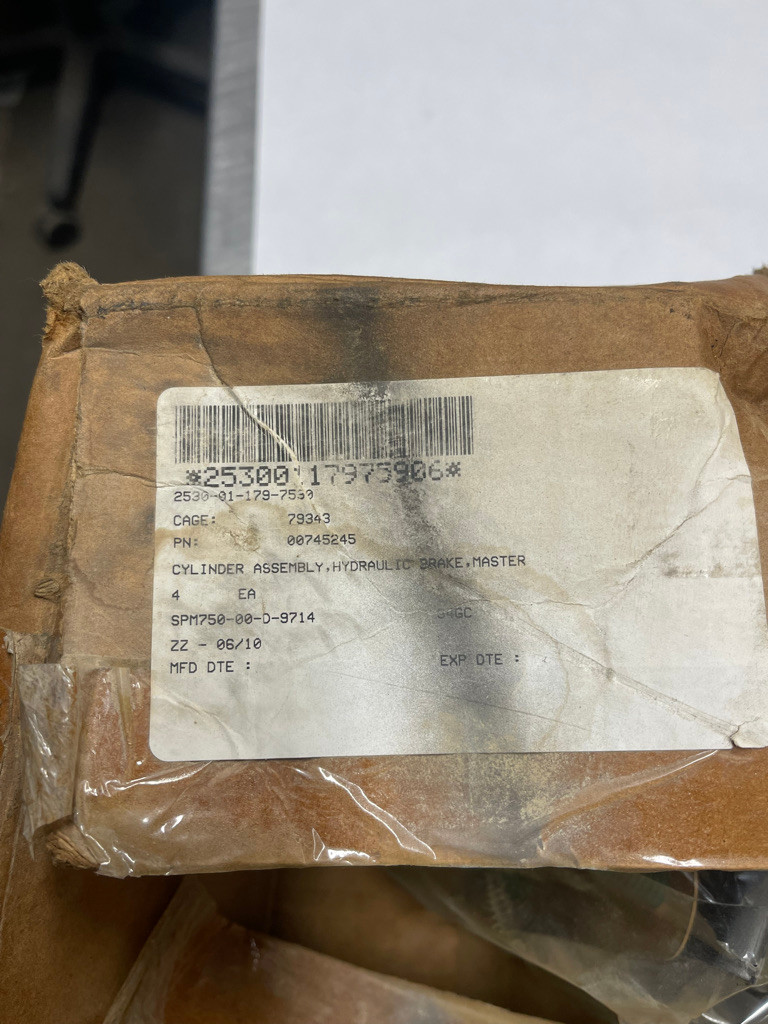 *25300117975906*
2530-01-179-7590
CAGE: 79343
PN: 00745245
CYLINDER ASSEMBLY,HYDRAULIC BRAKE,MASTER
4 EA
SPM750-00-D-9714
ZZ - 06/10
MFD DTE : EXP DTE :